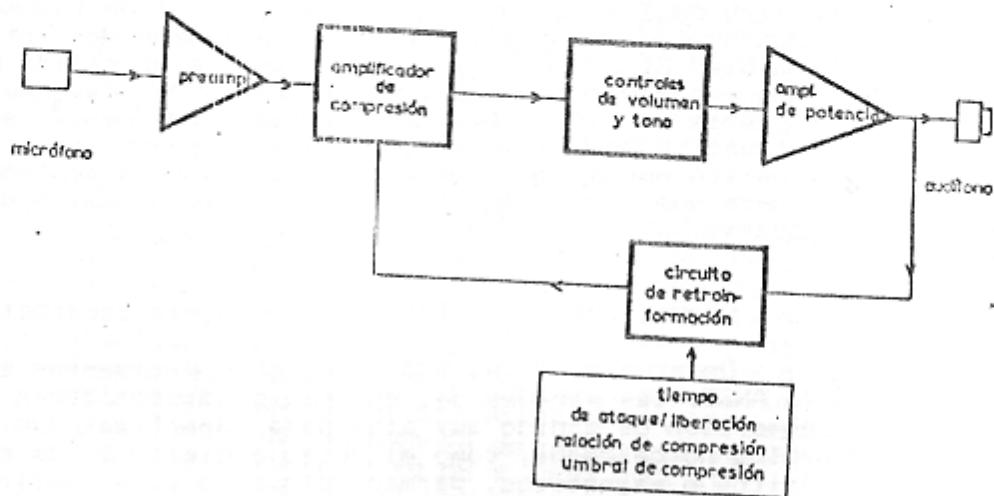 preamp
amplificador
de
compresión
controles
de volumen
y tono
ampl.
de potencia
micrófono
audífono
circuito
de retroin-
formación
tiempo
de ataque/liberación
ralación de compresión
umbral de compresión